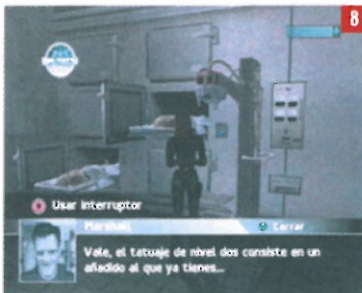 8
Usar interruptor
Marshall
Cerrar
Vale, el tatuaje de nivel dos consiste en un
añadido al que ya tienes...